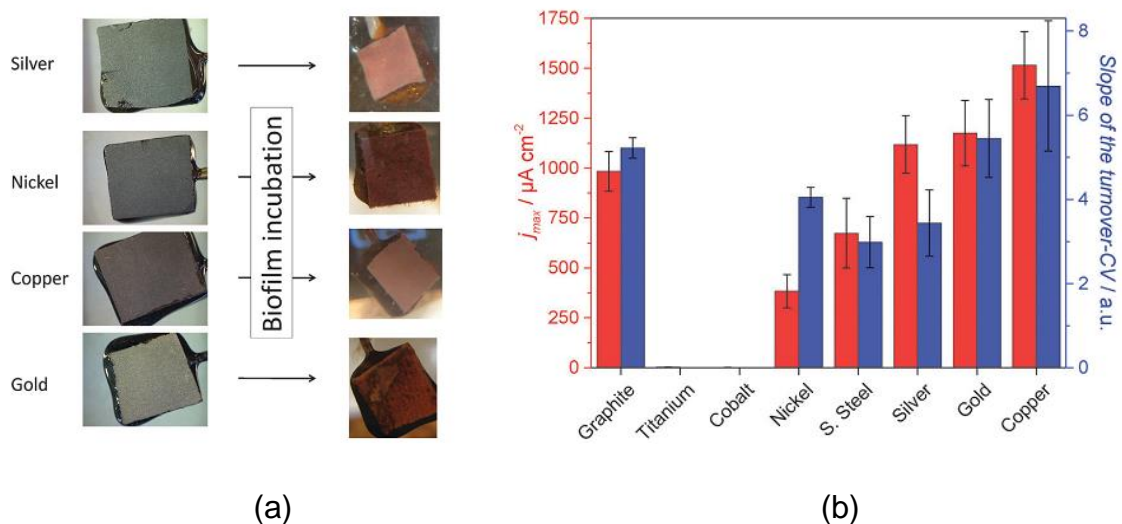 Silver
Nickel
Copper
Gold
Biofilm incubation
(a)
1750
1500
1250
1000
750
500
250
0
j_max / µA cm⁻²
8
6
4
2
0
Slope of the turnover-CV / a.u.
Graphite
Titanium
Cobalt
Nickel
S. Steel
Silver
Gold
Copper
(b)